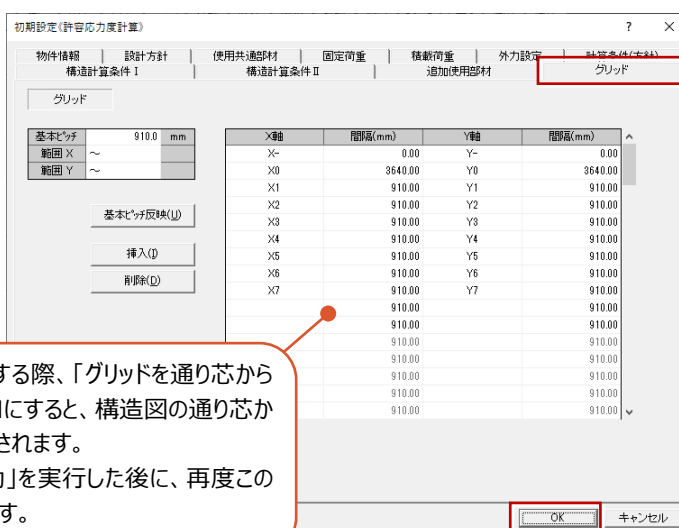 初期設定《許容応力度計算》 ? ×
物件情報 設計方針 使用共通部材 固定荷重 積載荷重 外力設定 計算条件(方針)
構造計算条件Ⅰ 構造計算条件Ⅱ 追加使用部材 グリッド
グリッド
基本ピッチ 910.0 mm
範囲 X ～
範囲 Y ～
基本ピッチ反映(U)
挿入(I)
削除(D)
X軸 間隔(mm) Y軸 間隔(mm)
X- 0.00 Y- 0.00
X0 3640.00 Y0 3640.00
X1 910.00 Y1 910.00
X2 910.00 Y2 910.00
X3 910.00 Y3 910.00
X4 910.00 Y4 910.00
X5 910.00 Y5 910.00
X6 910.00 Y6 910.00
X7 910.00 Y7 910.00
910.00 910.00
910.00 910.00
910.00 910.00
910.00 910.00
910.00 910.00
910.00 910.00
910.00 910.00
する際、「グリッドを通り芯から
にすると、構造図の通り芯か
されます。
」を実行した後に、再度この
す。
OK キャンセル